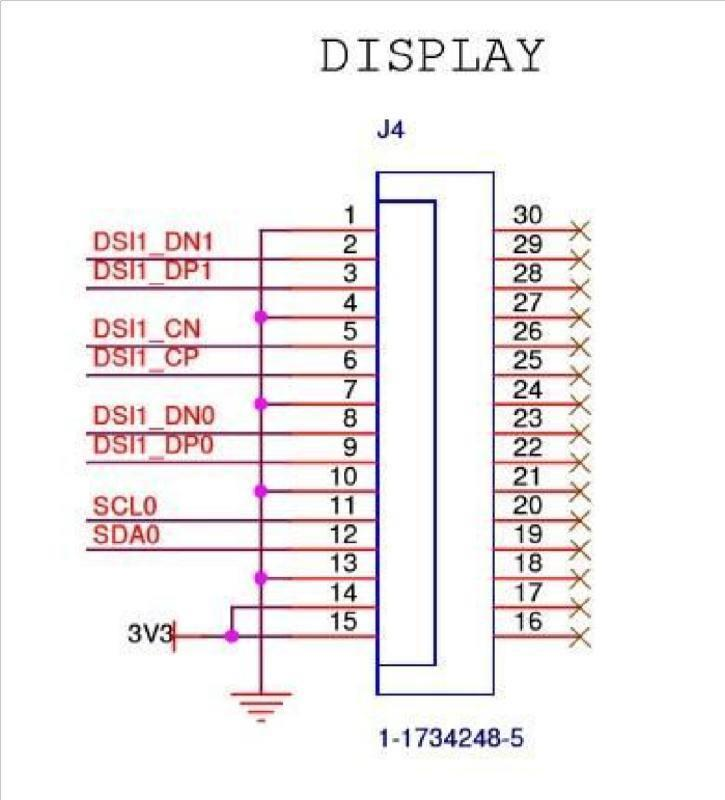 DISPLAY
J4
1 30
DSI1_DN1 2 29
DSI1_DP1 3 28
4 27
DSI1_CN 5 26
DSI1_CP 6 25
7 24
DSI1_DN0 8 23
DSI1_DP0 9 22
10 21
SCL0 11 20
SDA0 12 19
13 18
14 17
3V3 15 16
1-1734248-5